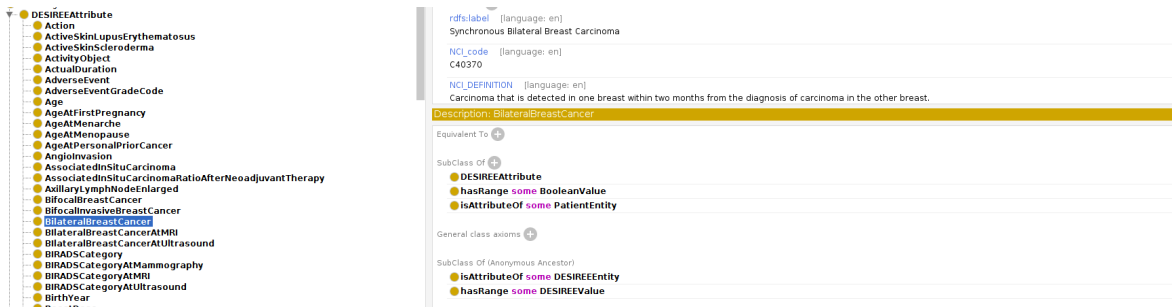 DESIREEAttribute
Action
ActiveSkinLupusErythematosus
ActiveSkinScleroderma
ActivityObject
ActualDuration
AdverseEvent
AdverseEventGradeCode
Age
AgeAtFirstPregnancy
AgeAtMenarche
AgeAtMenopause
AgeAtPersonalPriorCancer
AngioInvasion
AssociatedInSituCarcinoma
AssociatedInSituCarcinomaRatioAfterNeoadjuvantTherapy
AxillaryLymphNodeEnlarged
BifocalBreastCancer
BifocalInvasiveBreastCancer
BilateralBreastCancer
BIlateralBreastCancerAtMRI
BIlateralBreastCancerAtUltrasound
BIRADSCategory
BIRADSCategoryAtMammography
BIRADSCategoryAtMRI
BIRADSCategoryAtUltrasound
BirthYear
rdfs:label [language: en]
Synchronous Bilateral Breast Carcinoma
NCI_code [language: en]
C40370
NCI_DEFINITION [language: en]
Carcinoma that is detected in one breast within two months from the diagnosis of carcinoma in the other breast.
Description: BilateralBreastCancer
Equivalent To
SubClass Of
DESIREEAttribute
hasRange some BooleanValue
isAttributeOf some PatientEntity
General class axioms
SubClass Of (Anonymous Ancestor)
isAttributeOf some DESIREEEntity
hasRange some DESIREEValue